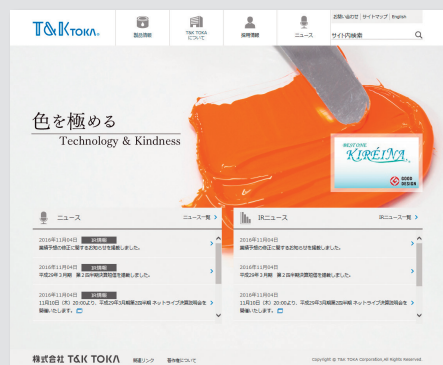 T&K TOKA.
製品情報
T&K TOKA
について
採用情報
ニュース
お問い合わせ サイトマップ English
サイト内検索
色を極める
Technology & Kindness
BEST ONE
KIREINA
GOOD
DESIGN
ニュース ニュース一覧
2016年11月04日 IR情報
業績予想の修正に関するお知らせを掲載しました。
2016年11月04日 IR情報
平成29年3月期 第2四半期決算短信を掲載しました。
2016年11月04日 IR情報
11月10日（木）20:00より、平成29年3月期第2四半期 ネットライブ決算説明会を
開催いたします。
IRニュース IRニュース一覧
2016年11月04日
業績予想の修正に関するお知らせを掲載しました。
2016年11月04日
平成29年3月期 第2四半期決算短信を掲載しました。
2016年11月04日
11月10日（木）20:00より、平成29年3月期第2四半期 ネットライブ決算説明会を
開催いたします。
株式会社 T&K TOKA 関連リンク 著作権について
Copyright © T&K TOKA Corporation,All Rights Reserved.